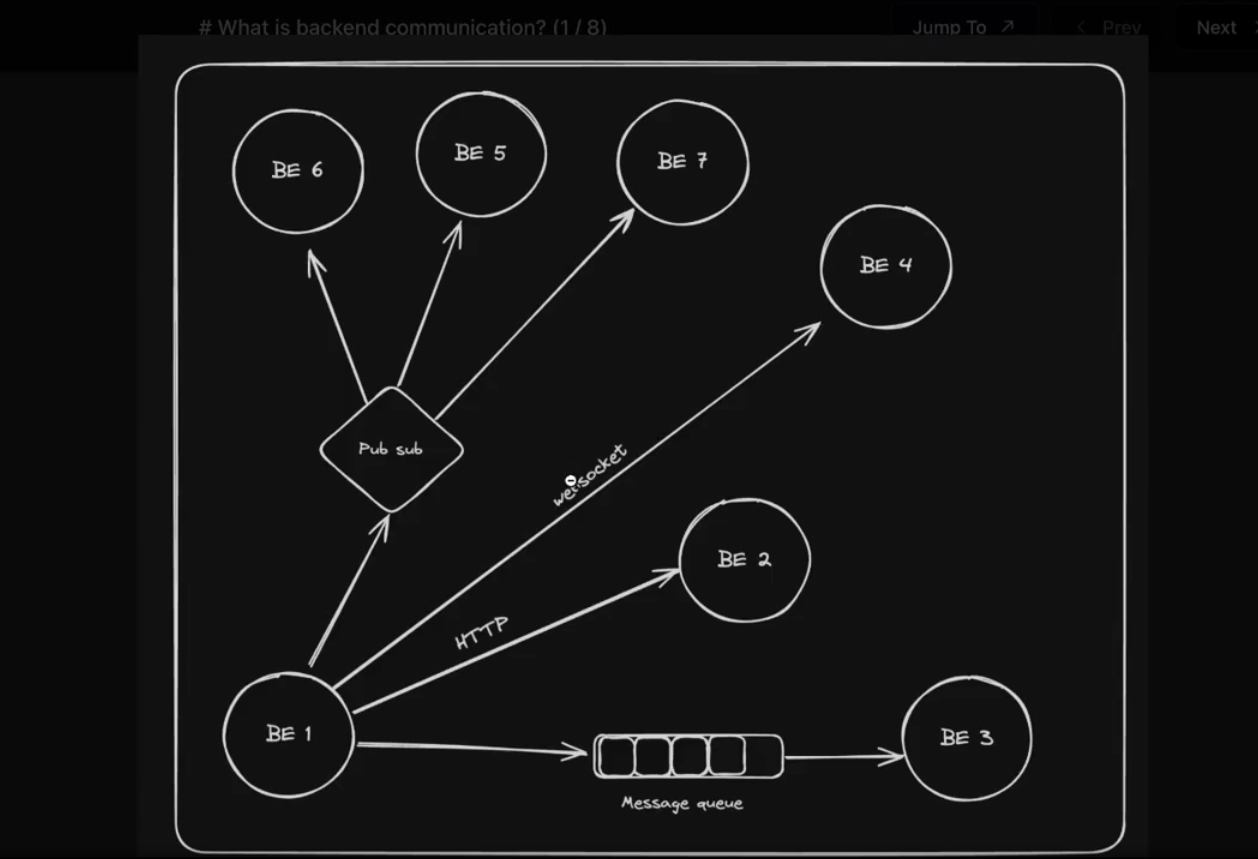 # What is backend communication? (1 / 8)
Jump To ↗
< Prev
Next
BE 6
BE 5
BE 7
BE 4
Pub sub
BE 2
HTTP
BE 1
BE 3
Message queue